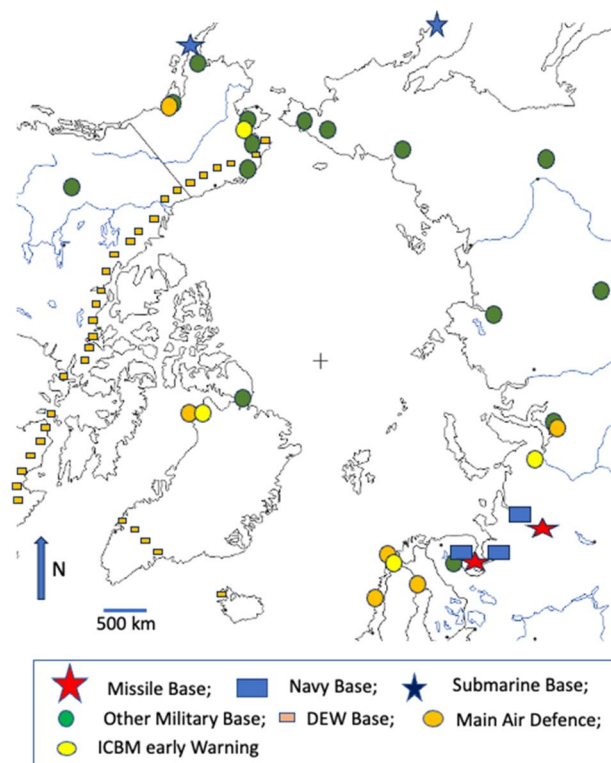 N
500 km
Missile Base; Navy Base; Submarine Base;
Other Military Base; DEW Base; Main Air Defence;
ICBM early Warning